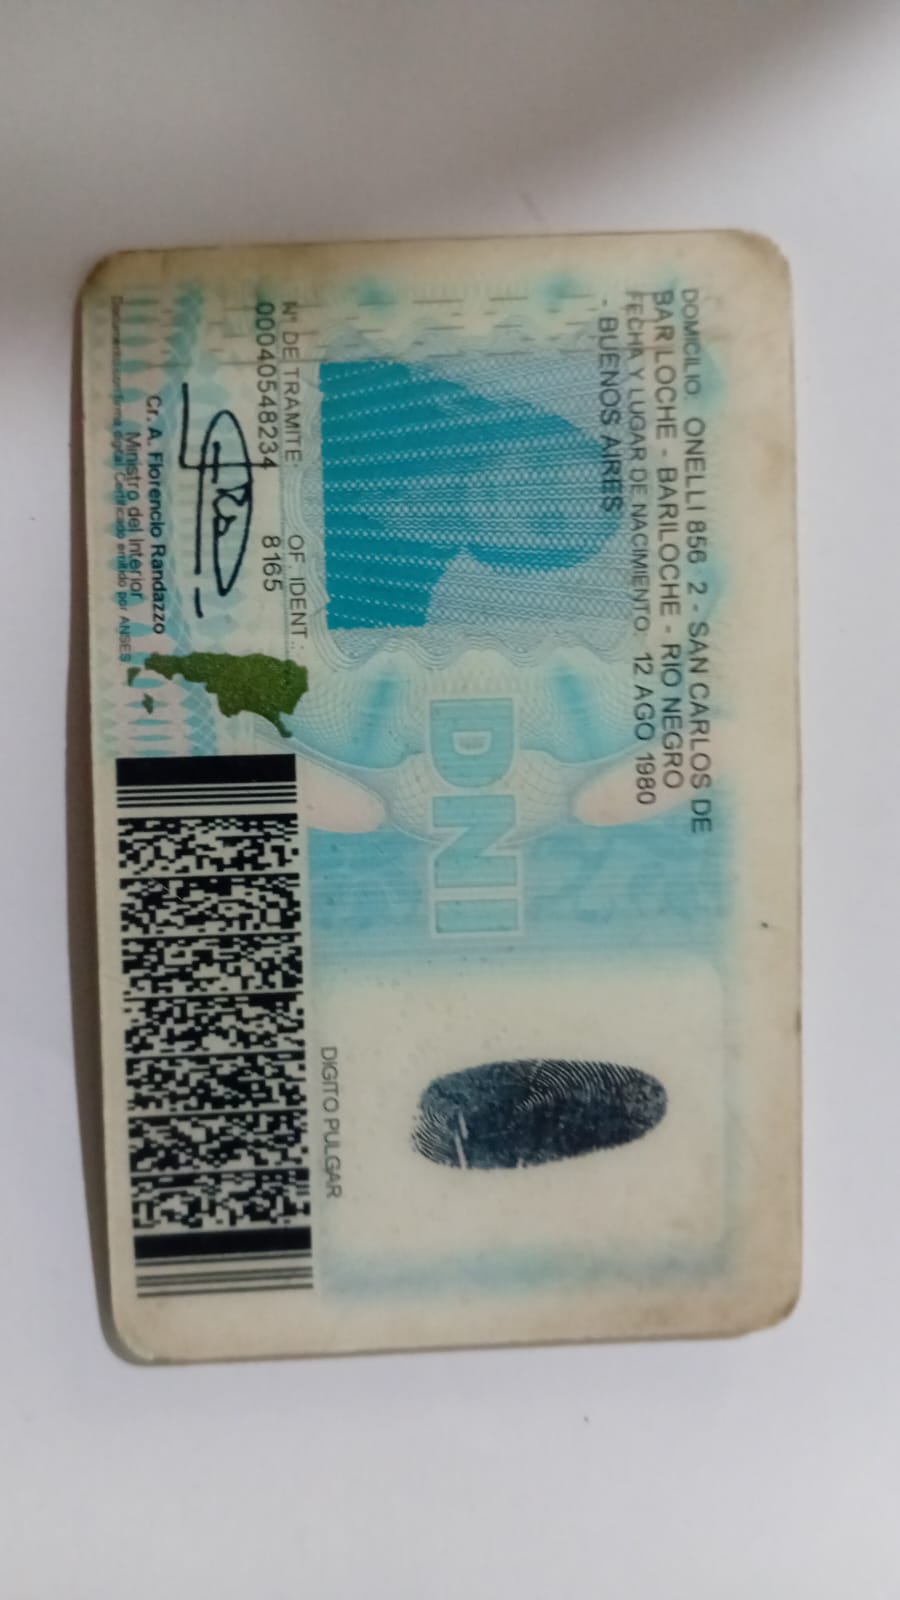 DOMICILIO: ONELLI 856 2 - SAN CARLOS DE
BARILOCHE - BARILOCHE - RIO NEGRO
FECHA Y LUGAR DE NACIMIENTO: 12 AGO 1980
- BUENOS AIRES
DNI
Nº DE TRAMITE: OF. IDENT.:
00040548234 8165
Cr. A. Florencio Randazzo
Ministro del Interior
Documento con firma digital. Certificado emitido por ANSES
DIGITO PULGAR